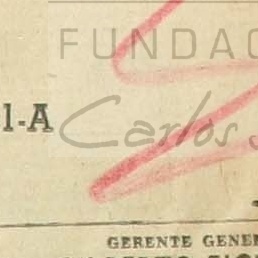 FUNDAC
1-A
Carlos
GERENTE GENE